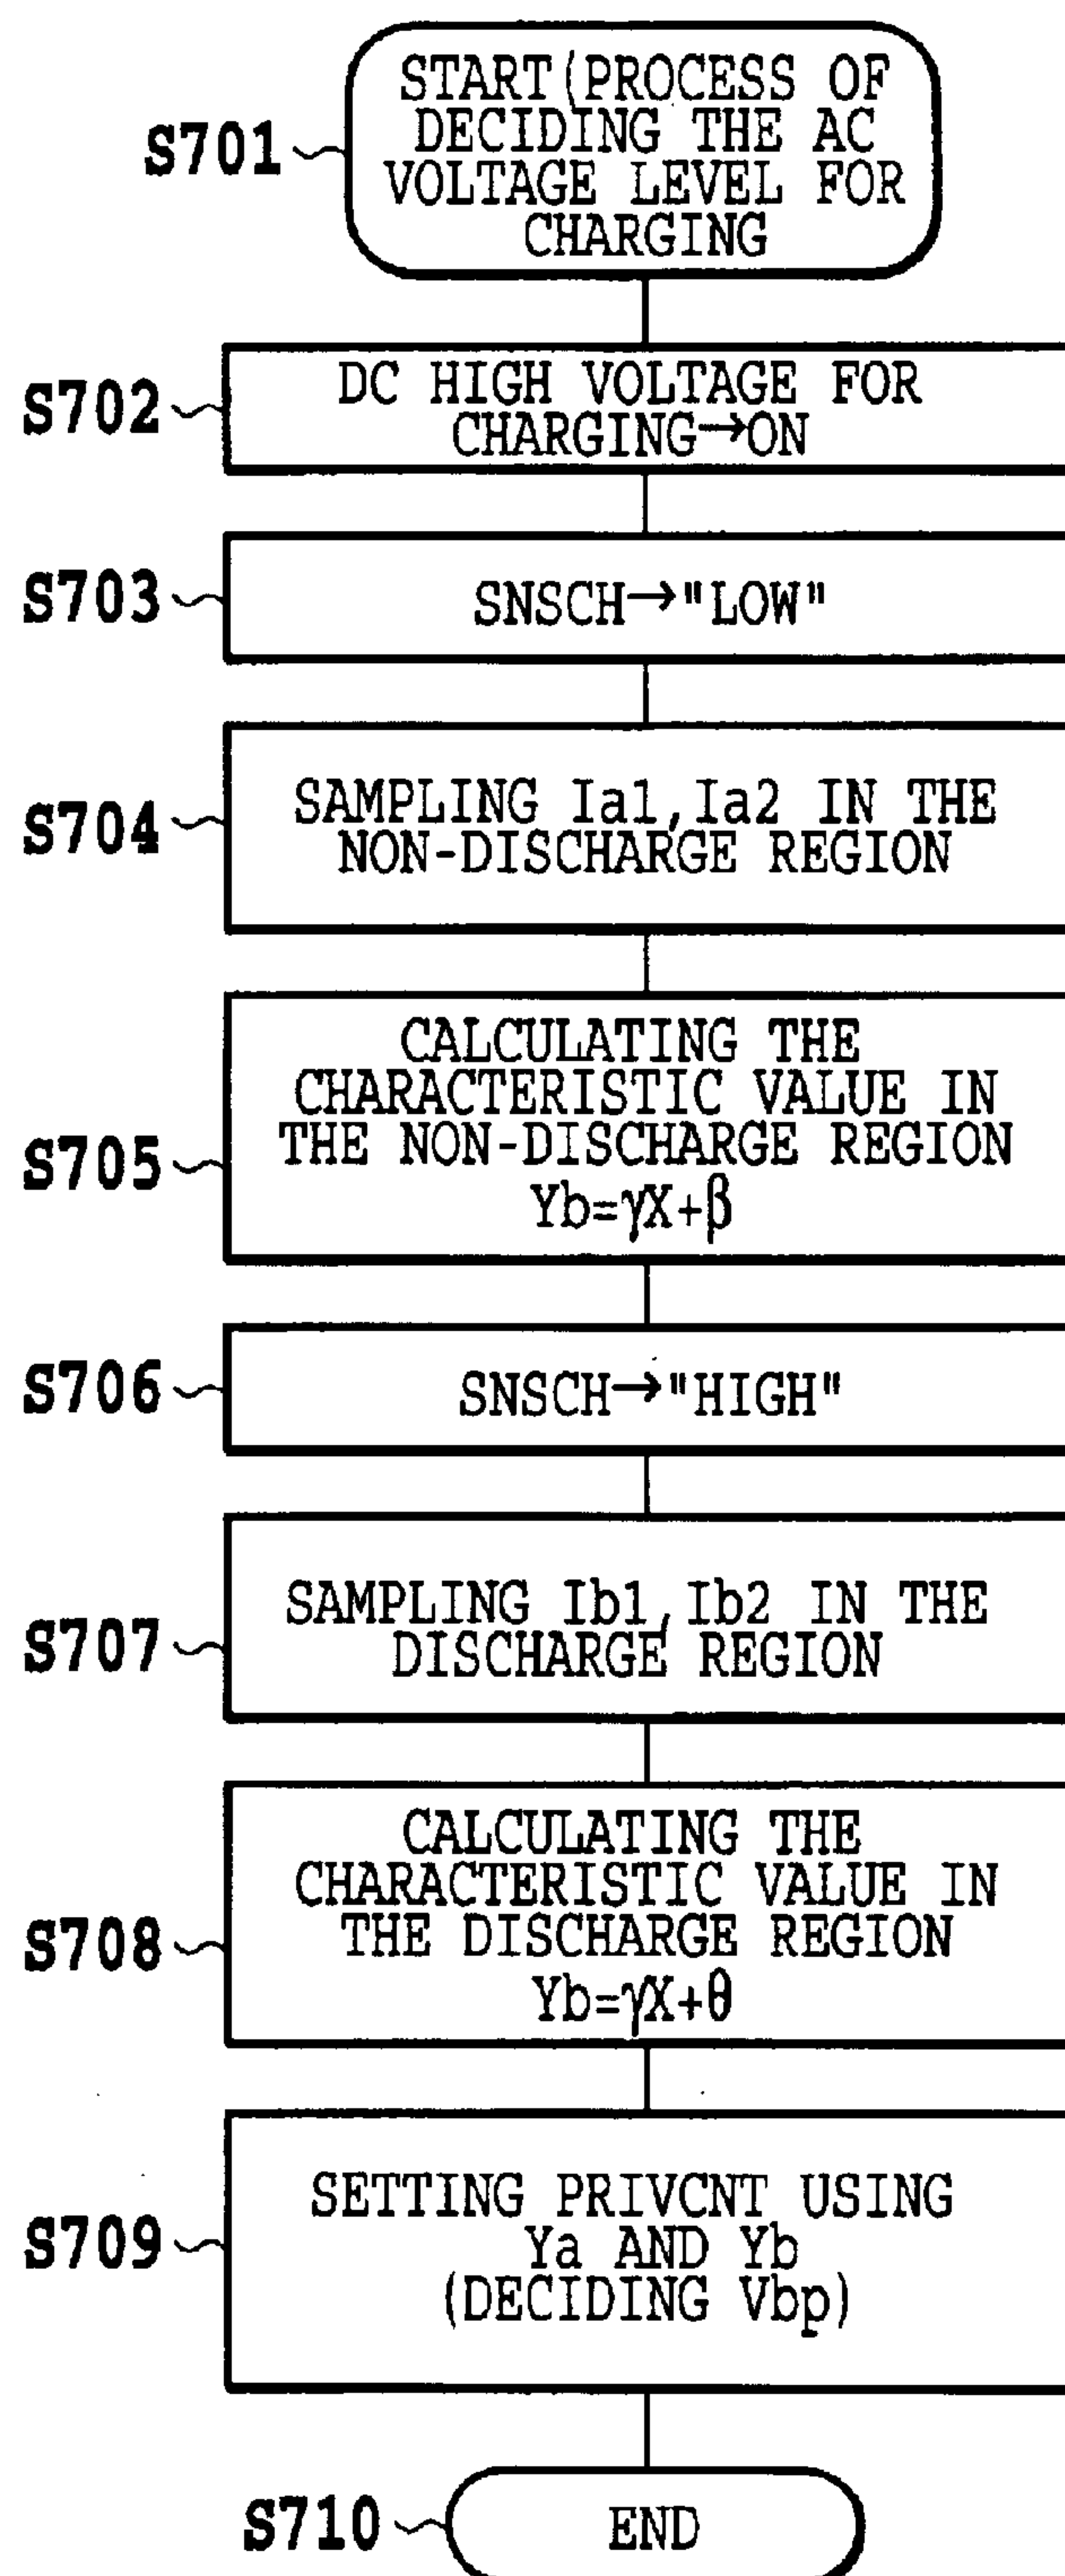 S701
START(PROCESS OF
DECIDING THE AC
VOLTAGE LEVEL FOR
CHARGING
S702
DC HIGH VOLTAGE FOR
CHARGING→ON
S703
SNSCH→"LOW"
S704
SAMPLING Ia1,Ia2 IN THE
NON-DISCHARGE REGION
S705
CALCULATING THE
CHARACTERISTIC VALUE IN
THE NON-DISCHARGE REGION
Yb=γX+β
S706
SNSCH→"HIGH"
S707
SAMPLING Ib1,Ib2 IN THE
DISCHARGE REGION
S708
CALCULATING THE
CHARACTERISTIC VALUE IN
THE DISCHARGE REGION
Yb=γX+θ
S709
SETTING PRIVCNT USING
Ya AND Yb
(DECIDING Vbp)
S710
END